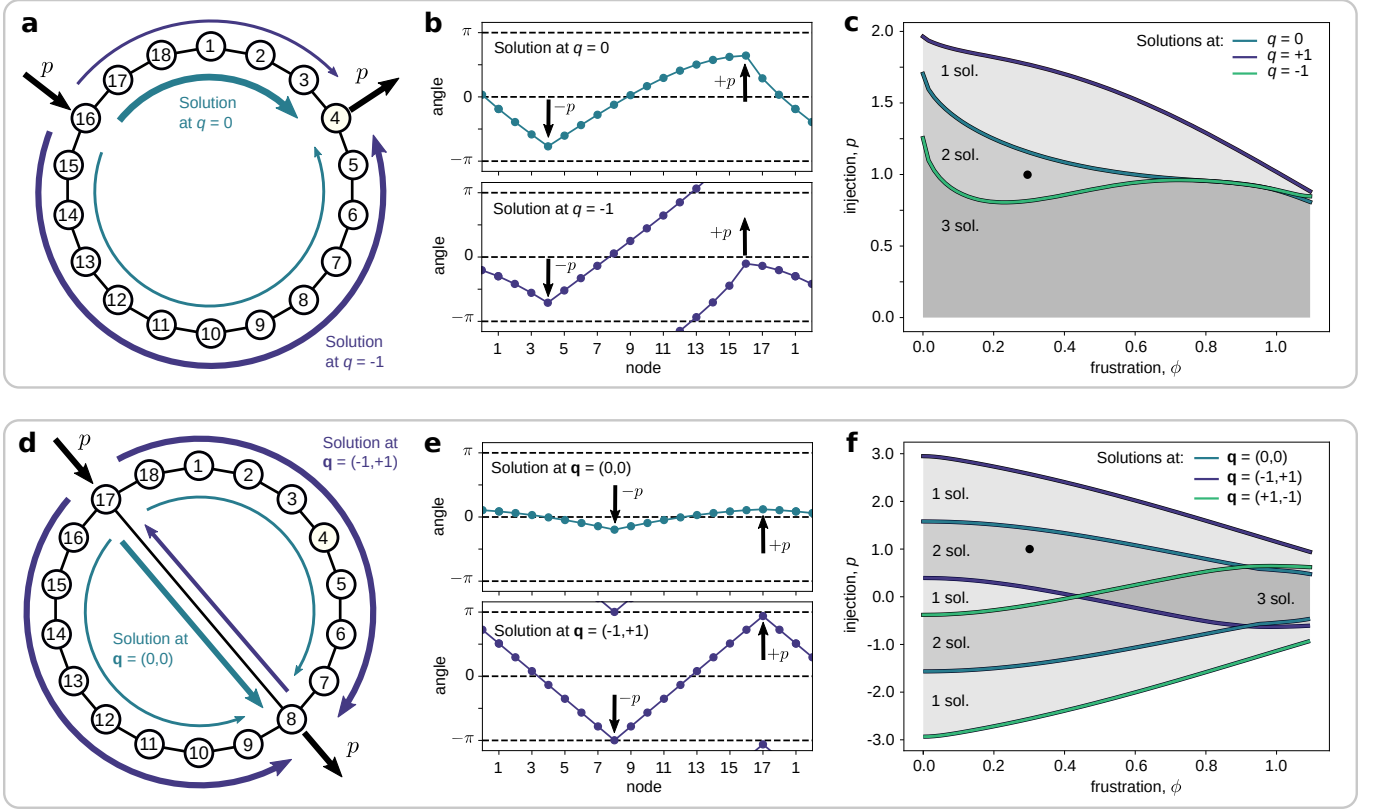 a
p
p
1
2
3
4
5
6
7
8
9
10
11
12
13
14
15
16
17
18
Solution
at q = 0
Solution
at q = -1
b
angle
π
0
−π
Solution at q = 0
−p
+p
angle
π
0
−π
Solution at q = -1
−p
+p
1 3 5 7 9 11 13 15 17 1
node
c
injection, p
2.0
1.5
1.0
0.5
0.0
Solutions at:
q = 0
q = +1
q = -1
1 sol.
2 sol.
3 sol.
0.0 0.2 0.4 0.6 0.8 1.0
frustration, ϕ
d
p
p
1
2
3
4
5
6
7
8
9
10
11
12
13
14
15
16
17
18
Solution at
q = (-1,+1)
Solution at
q = (0,0)
e
angle
π
0
−π
Solution at q = (0,0)
−p
+p
angle
π
0
−π
Solution at q = (-1,+1)
−p
+p
1 3 5 7 9 11 13 15 17 1
node
f
injection, p
3.0
2.0
1.0
0.0
-1.0
-2.0
-3.0
Solutions at:
q = (0,0)
q = (-1,+1)
q = (+1,-1)
1 sol.
2 sol.
1 sol.
3 sol.
2 sol.
1 sol.
0.0 0.2 0.4 0.6 0.8 1.0
frustration, ϕ